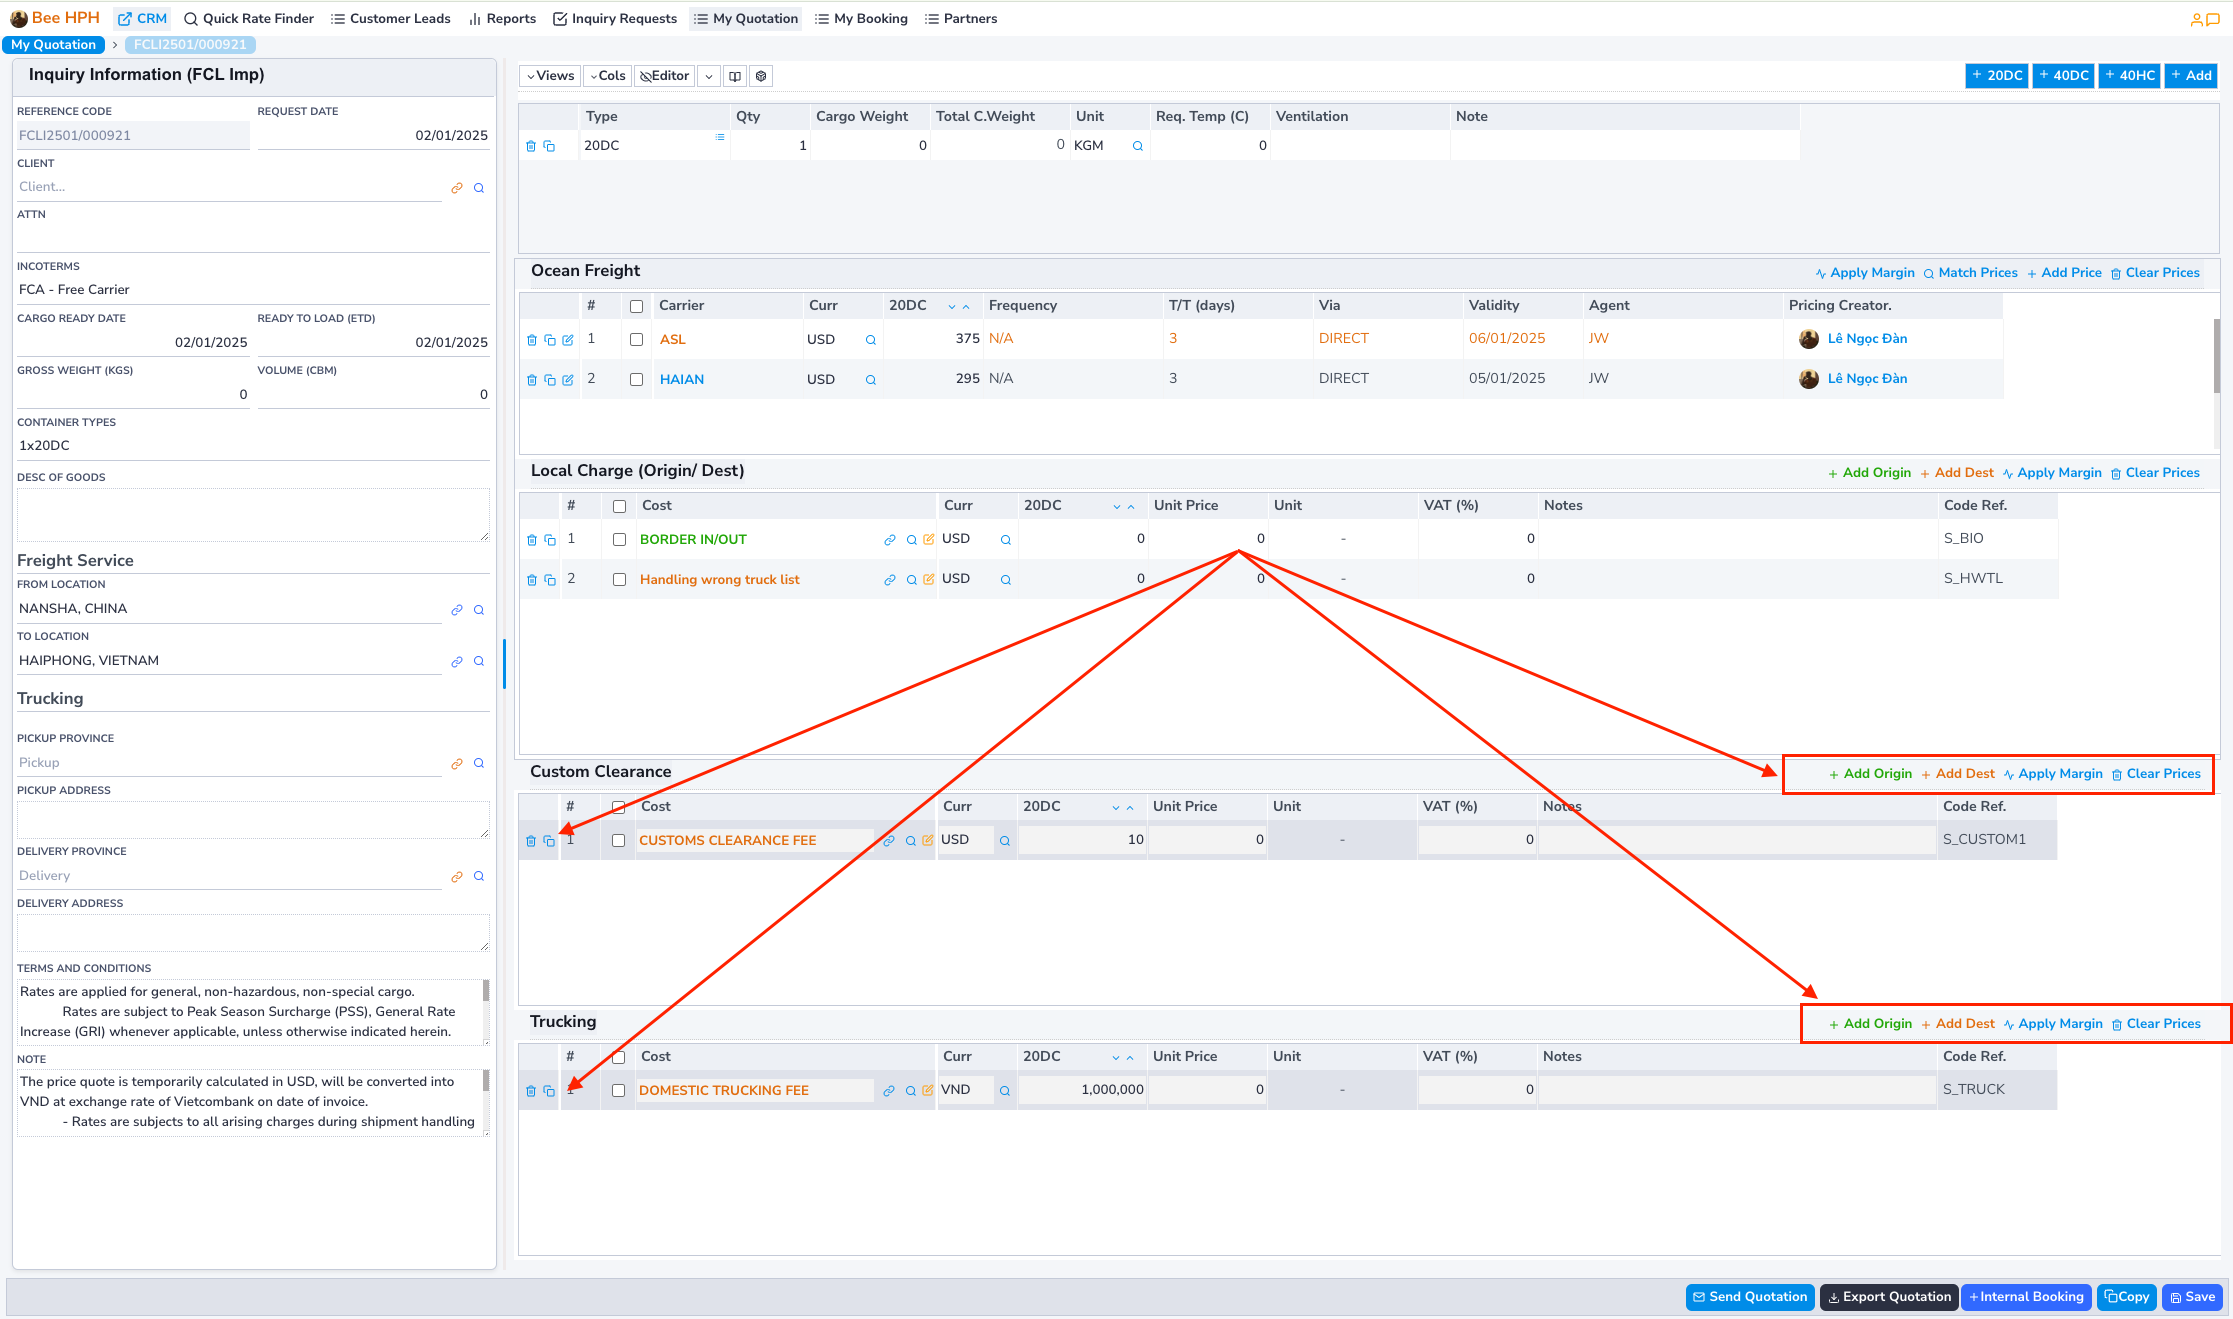 Bee HPH CRM Quick Rate Finder Customer Leads Reports Inquiry Requests My Quotation My Booking Partners
My Quotation > FCLI2501/000921
Inquiry Information (FCL Imp)
REFERENCE CODE REQUEST DATE
FCLI2501/000921 02/01/2025
CLIENT
Client...
ATTN
INCOTERMS
FCA - Free Carrier
CARGO READY DATE READY TO LOAD (ETD)
02/01/2025 02/01/2025
GROSS WEIGHT (KGS) VOLUME (CBM)
0 0
CONTAINER TYPES
1x20DC
DESC OF GOODS
Freight Service
FROM LOCATION
NANSHA, CHINA
TO LOCATION
HAIPHONG, VIETNAM
Trucking
PICKUP PROVINCE
Pickup
PICKUP ADDRESS
DELIVERY PROVINCE
Delivery
DELIVERY ADDRESS
TERMS AND CONDITIONS
Rates are applied for general, non-hazardous, non-special cargo.
Rates are subject to Peak Season Surcharge (PSS), General Rate
Increase (GRI) whenever applicable, unless otherwise indicated herein.
NOTE
The price quote is temporarily calculated in USD, will be converted into
VND at exchange rate of Vietcombank on date of invoice.
- Rates are subjects to all arising charges during shipment handling
Views Cols Editor + 20DC + 40DC + 40HC + Add
Type Qty Cargo Weight Total C.Weight Unit Req. Temp (C) Ventilation Note
20DC 1 0 0 KGM 0
Ocean Freight Apply Margin Match Prices + Add Price Clear Prices
# Carrier Curr 20DC Frequency T/T (days) Via Validity Agent Pricing Creator.
1 ASL USD 375 N/A 3 DIRECT 06/01/2025 JW Lê Ngọc Đàn
2 HAIAN USD 295 N/A 3 DIRECT 05/01/2025 JW Lê Ngọc Đàn
Local Charge (Origin/ Dest) + Add Origin + Add Dest Apply Margin Clear Prices
# Cost Curr 20DC Unit Price Unit VAT (%) Notes Code Ref.
1 BORDER IN/OUT USD 0 0 - 0 S_BIO
2 Handling wrong truck list USD 0 0 - 0 S_HWTL
Custom Clearance + Add Origin + Add Dest Apply Margin Clear Prices
# Cost Curr 20DC Unit Price Unit VAT (%) Notes Code Ref.
1 CUSTOMS CLEARANCE FEE USD 10 0 - 0 S_CUSTOM1
Trucking + Add Origin + Add Dest Apply Margin Clear Prices
# Cost Curr 20DC Unit Price Unit VAT (%) Notes Code Ref.
1 DOMESTIC TRUCKING FEE VND 1,000,000 0 - 0 S_TRUCK
Send Quotation Export Quotation + Internal Booking Copy Save